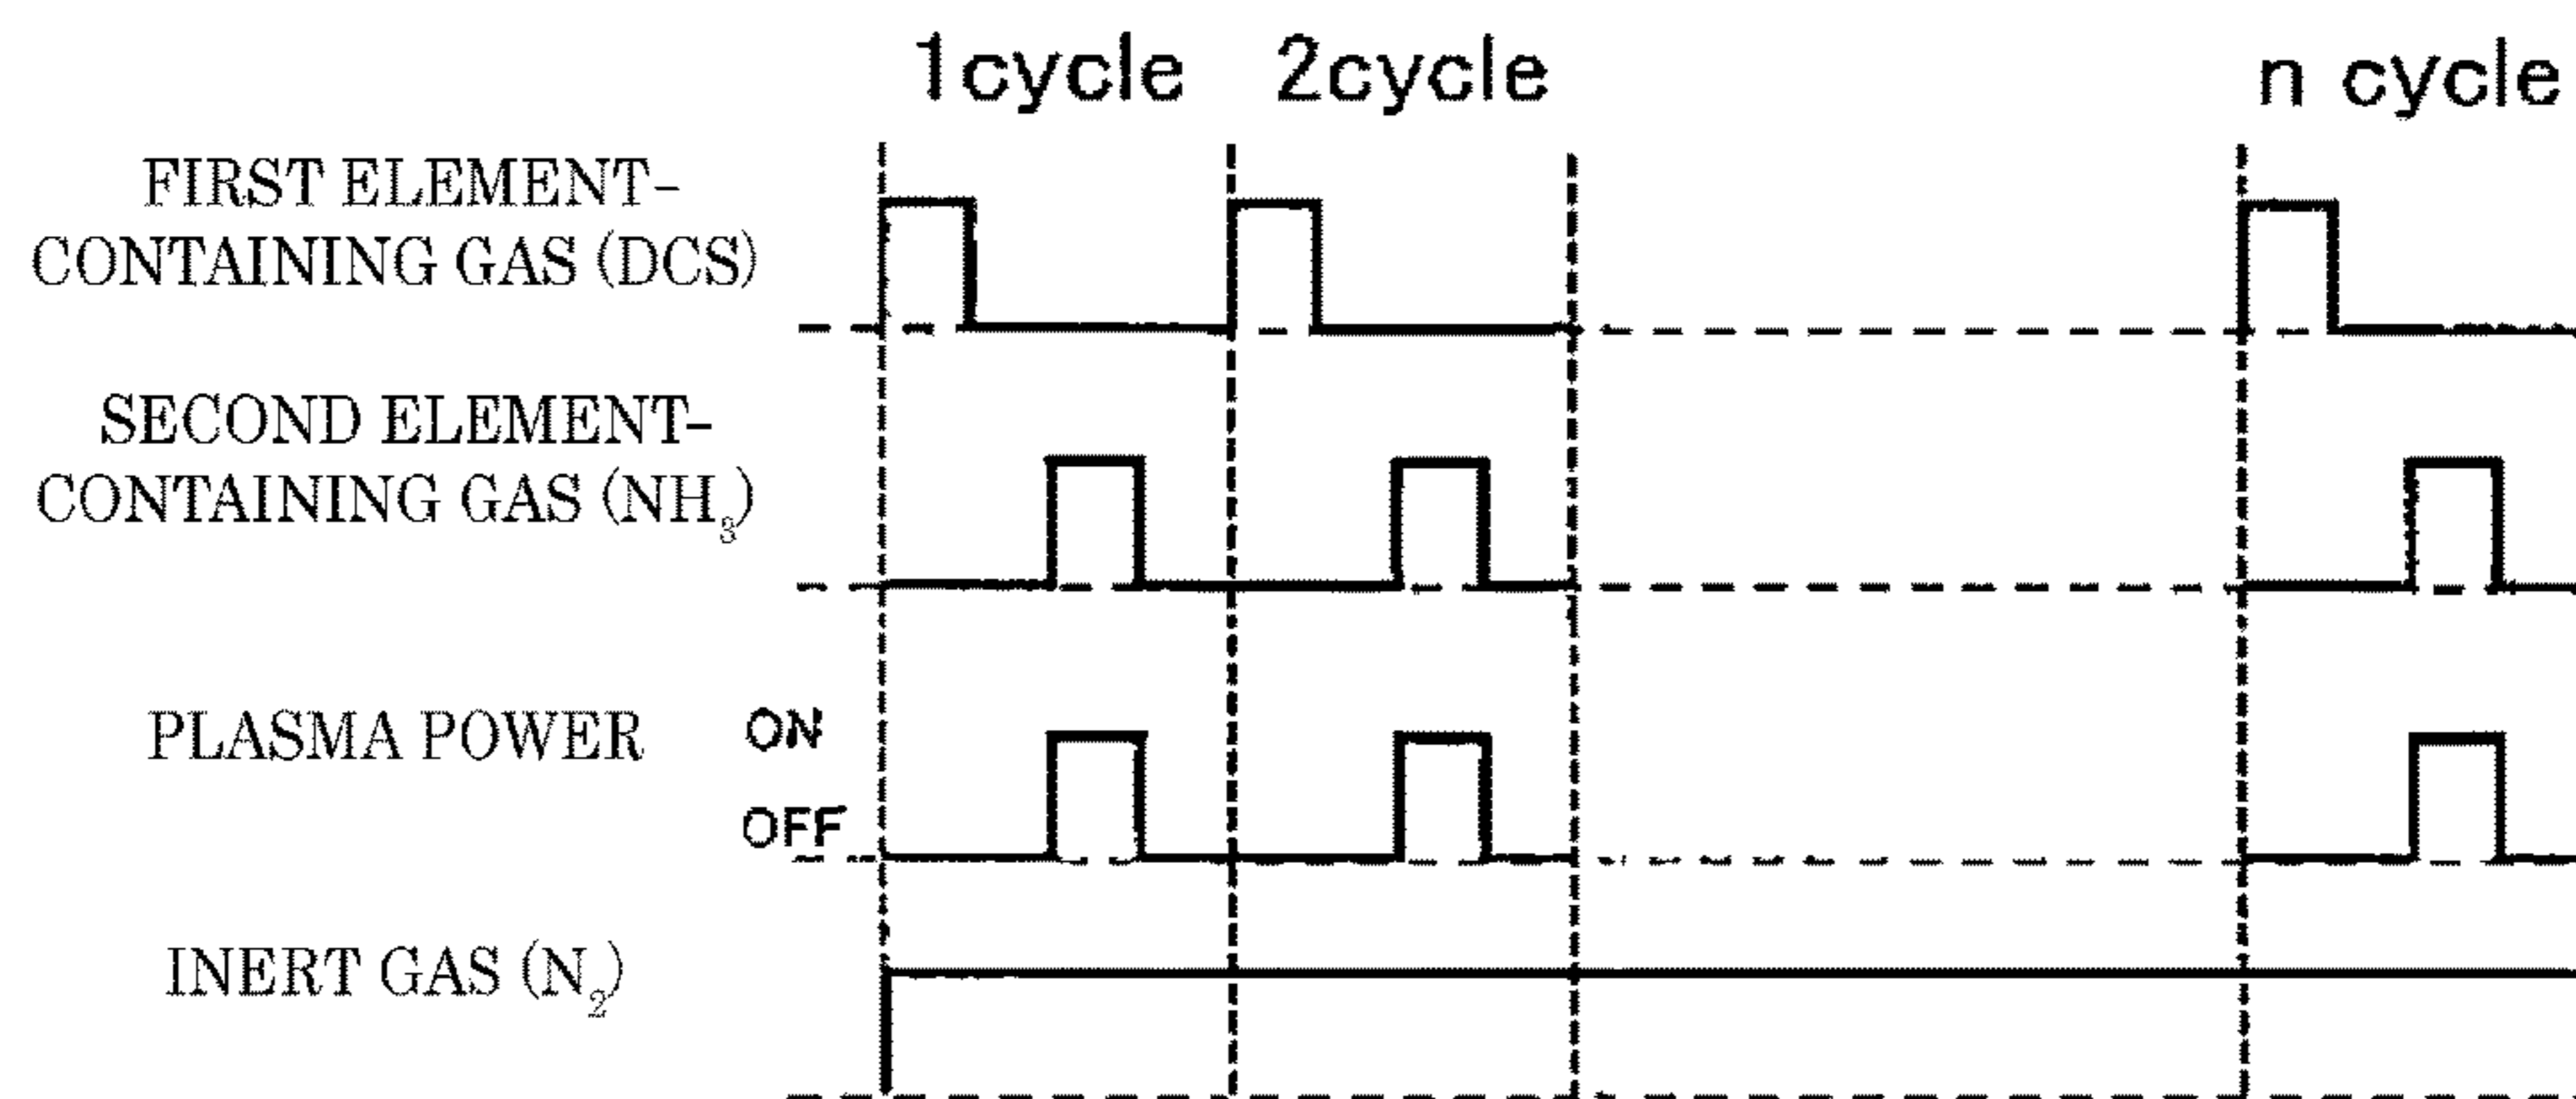 1cycle 2cycle n cycle
FIRST ELEMENT-
CONTAINING GAS (DCS)
SECOND ELEMENT-
CONTAINING GAS (NH₃)
PLASMA POWER
ON
OFF
INERT GAS (N₂)